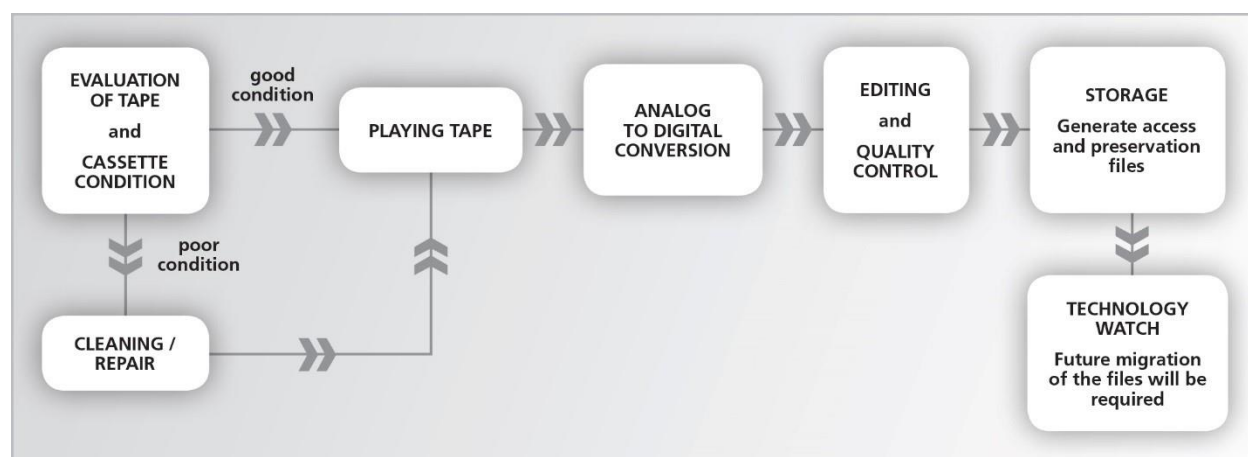 EVALUATION
OF TAPE
and
CASSETTE
CONDITION
good
condition
PLAYING TAPE
ANALOG
TO DIGITAL
CONVERSION
EDITING
and
QUALITY
CONTROL
STORAGE
Generate access
and preservation
files
poor
condition
CLEANING /
REPAIR
TECHNOLOGY
WATCH
Future migration
of the files will be
required